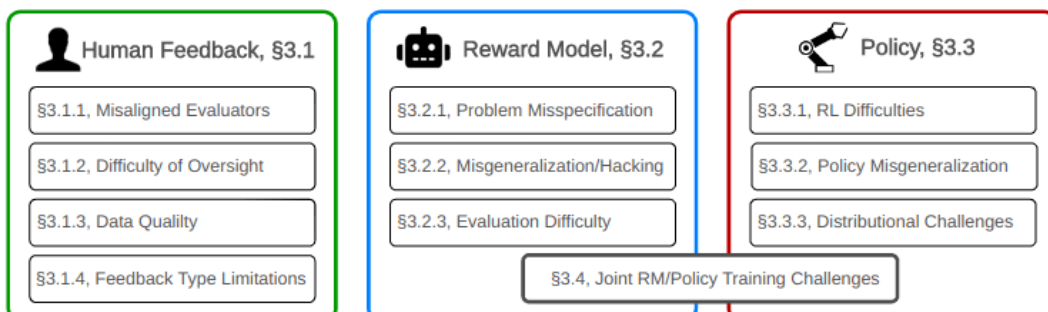 Human Feedback, §3.1
§3.1.1, Misaligned Evaluators
§3.1.2, Difficulty of Oversight
§3.1.3, Data Qualilty
§3.1.4, Feedback Type Limitations
Reward Model, §3.2
§3.2.1, Problem Misspecification
§3.2.2, Misgeneralization/Hacking
§3.2.3, Evaluation Difficulty
Policy, §3.3
§3.3.1, RL Difficulties
§3.3.2, Policy Misgeneralization
§3.3.3, Distributional Challenges
§3.4, Joint RM/Policy Training Challenges